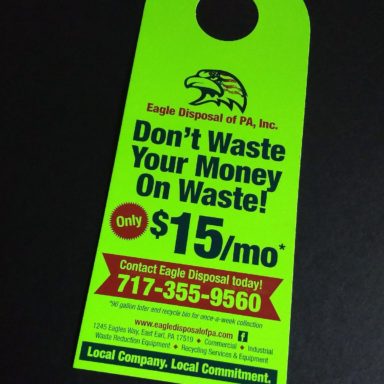 Eagle Disposal of PA, Inc.
Don't Waste
Your Money
On Waste!
Only $15/mo*
Contact Eagle Disposal today!
717-355-9560
*96 gallon toter and recycle bin for once-a-week collection
www.eagledisposalofpa.com f
1245 Eagles Way, East Earl, PA 17519 ◆ Commercial ◆ Industrial
Waste Reduction Equipment ◆ Recycling Services & Equipment
Local Company. Local Commitment.